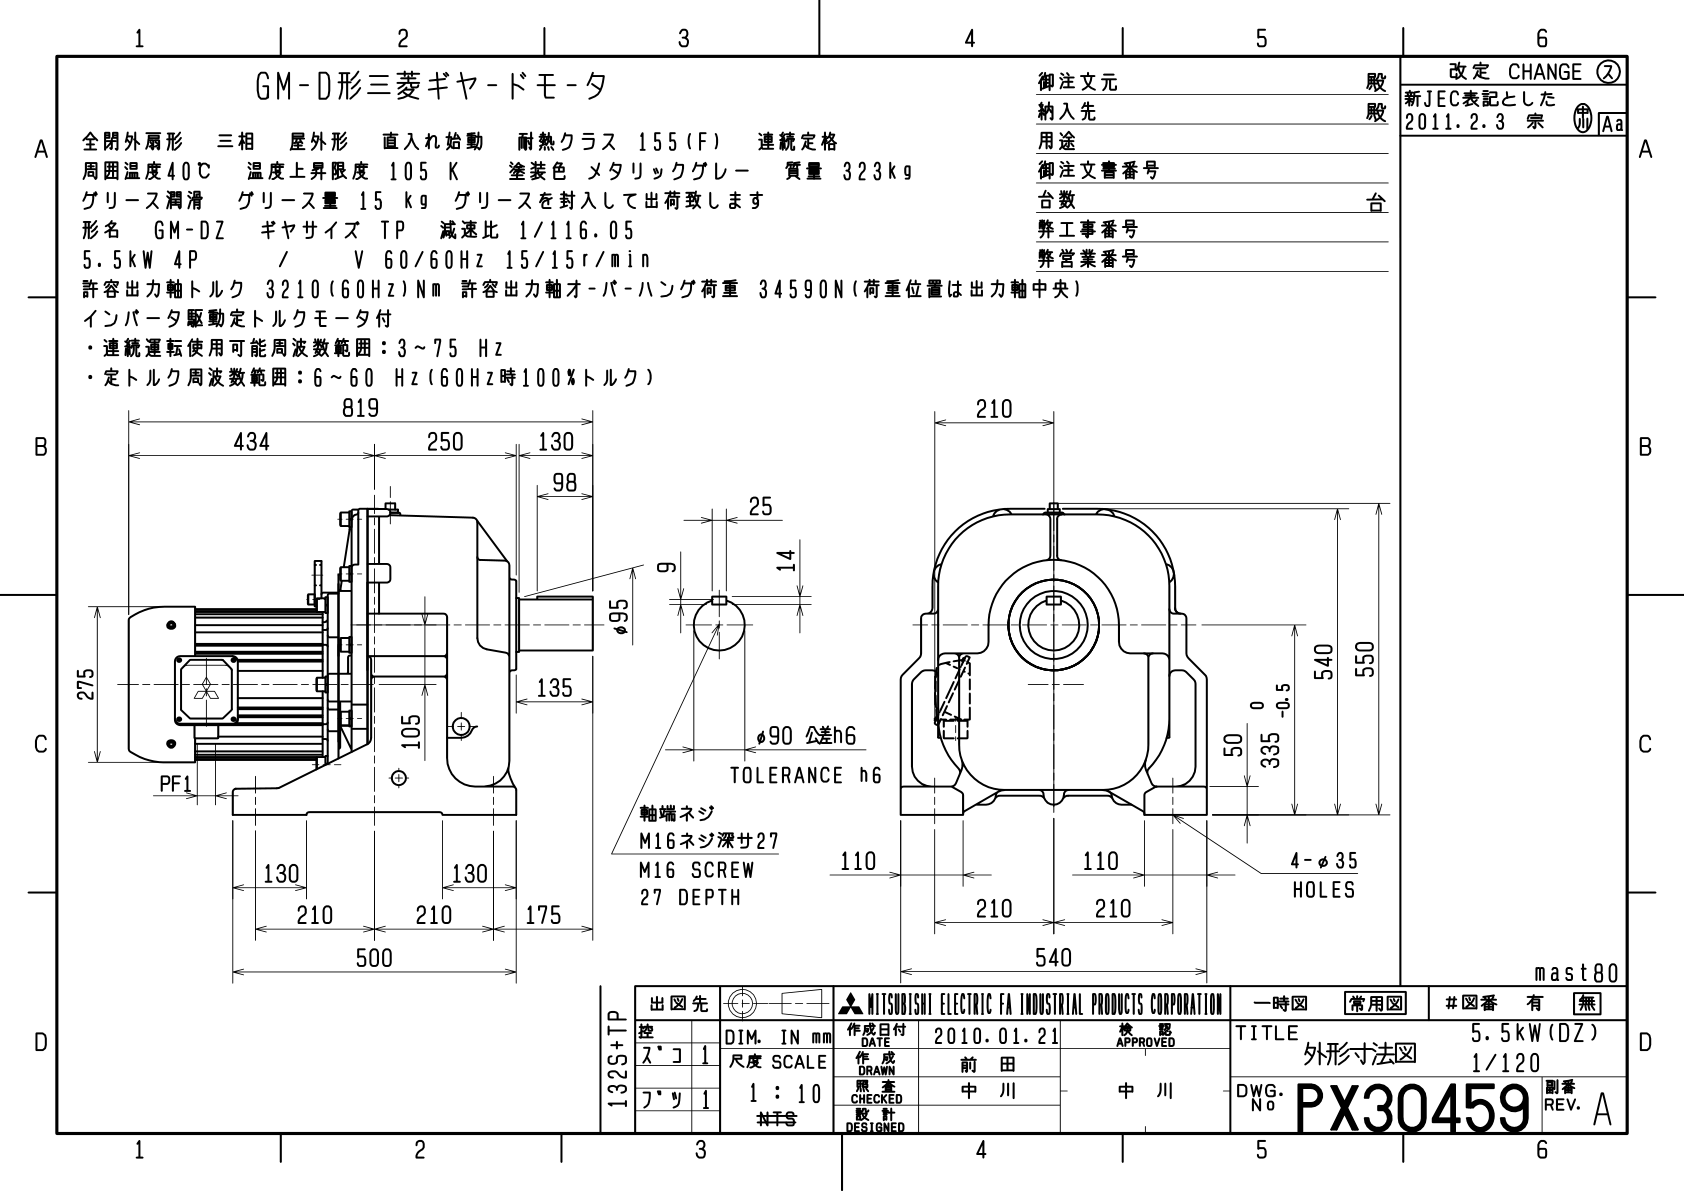 1 2 3 4 5 6
GM-D形三菱ギヤ-ドモ-タ
全閉外扇形 三相 屋外形 直入れ始動 耐熱クラス 155(F) 連続定格
周囲温度40℃ 温度上昇限度 105 K 塗装色 メタリックグレー 質量 323kg
グリース潤滑 グリース量 15 kg グリースを封入して出荷致します
形名 GM-DZ ギヤサイズ TP 減速比 1/116.05
5.5kW 4P / V 60/60Hz 15/15r/min
許容出力軸トルク 3210(60Hz)Nm 許容出力軸オ-バ-ハング荷重 34590N(荷重位置は出力軸中央)
インバータ駆動定トルクモータ付
・連続運転使用可能周波数範囲:3~75 Hz
・定トルク周波数範囲:6~60 Hz(60Hz時100%トルク)
御注文元 殿
納入先 殿
用途
御注文書番号
台数 台
弊工事番号
弊営業番号
改定 CHANGE ス
新JEC表記とした
2011.2.3 宗 Aa
A A
B B
C C
D D
819
434 250 130
98
275
105
φ95
135
PF1
130 130
210 210 175
500
25
9
14
φ90 公差h6
TOLERANCE h6
軸端ネジ
M16ネジ深サ27
M16 SCREW
27 DEPTH
210
540
550
0
-0.5
335
50
110 110
4-φ35
HOLES
210 210
540
mast80
132S+TP
出図先
控
ズコ 1
ブツ 1
DIM. IN mm
尺度 SCALE
1 : 10
NTS
MITSUBISHI ELECTRIC FA INDUSTRIAL PRODUCTS CORPORATION
作成日付 DATE 2010.01.21 検認 APPROVED
作成 DRAWN 前田
照査 CHECKED 中川 中川
設計 DESIGNED
一時図 常用図 #図番 有 無
TITLE 5.5kW(DZ)
外形寸法図 1/120
DWG. No PX30459 副番 REV. A
1 2 3 4 5 6